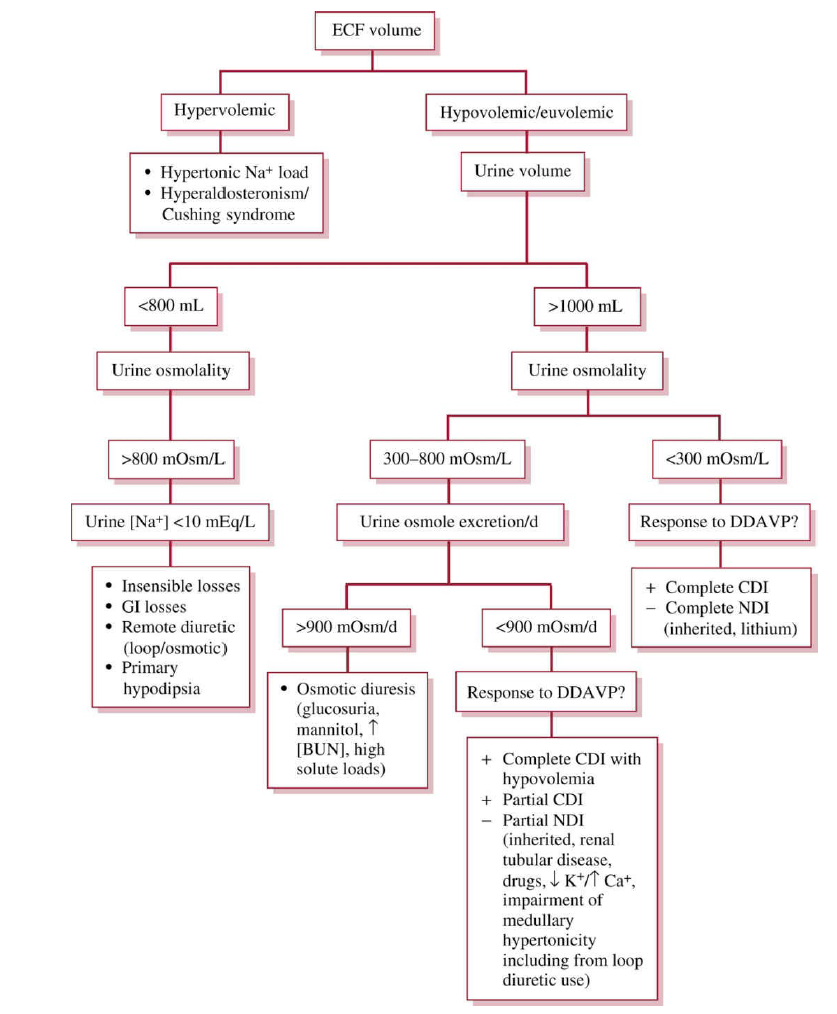 ECF volume
Hypervolemic
Hypovolemic/euvolemic
• Hypertonic Na⁺ load
• Hyperaldosteronism/
Cushing syndrome
Urine volume
<800 mL
>1000 mL
Urine osmolality
Urine osmolality
>800 mOsm/L
300–800 mOsm/L
<300 mOsm/L
Urine [Na⁺] <10 mEq/L
Urine osmole excretion/d
Response to DDAVP?
• Insensible losses
• GI losses
• Remote diuretic
(loop/osmotic)
• Primary
hypodipsia
>900 mOsm/d
<900 mOsm/d
+ Complete CDI
− Complete NDI
(inherited, lithium)
• Osmotic diuresis
(glucosuria,
mannitol, ↑
[BUN], high
solute loads)
Response to DDAVP?
+ Complete CDI with
hypovolemia
+ Partial CDI
− Partial NDI
(inherited, renal
tubular disease,
drugs, ↓ K⁺/↑ Ca⁺,
impairment of
medullary
hypertonicity
including from loop
diuretic use)